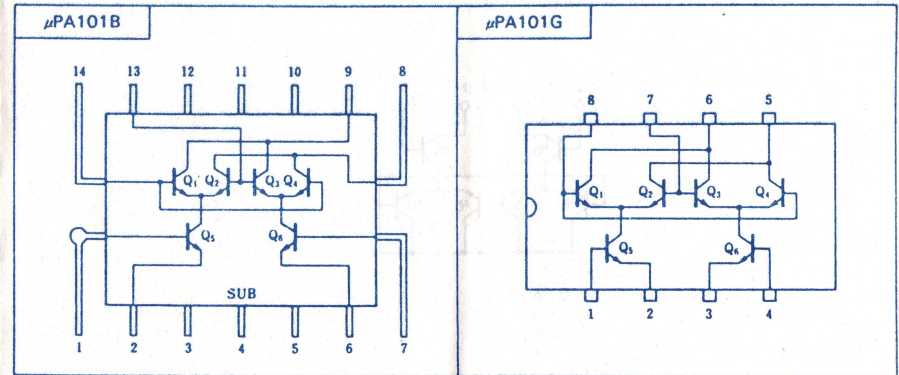 μPA101B
14 13 12 11 10 9 8
Q₁ Q₂ Q₃ Q₄
Q₅ Q₆
SUB
1 2 3 4 5 6 7
μPA101G
8 7 6 5
Q₁ Q₂ Q₃ Q₄
Q₅ Q₆
1 2 3 4